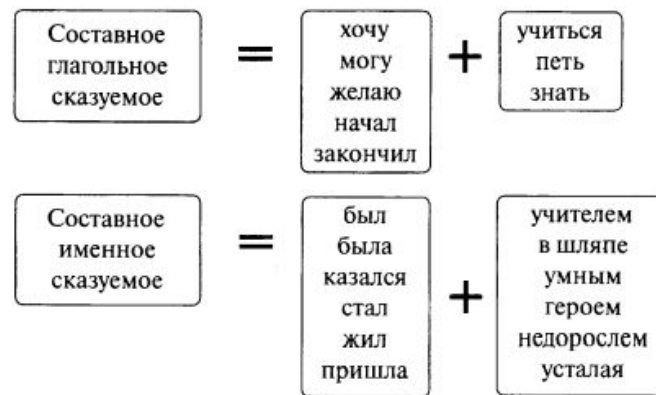 Составное
глагольное
сказуемое
=
хочу
могу
желаю
начал
закончил
+
учиться
петь
знать
Составное
именное
сказуемое
=
был
была
казался
стал
жил
пришла
+
учителем
в шляпе
умным
героем
недорослем
усталая